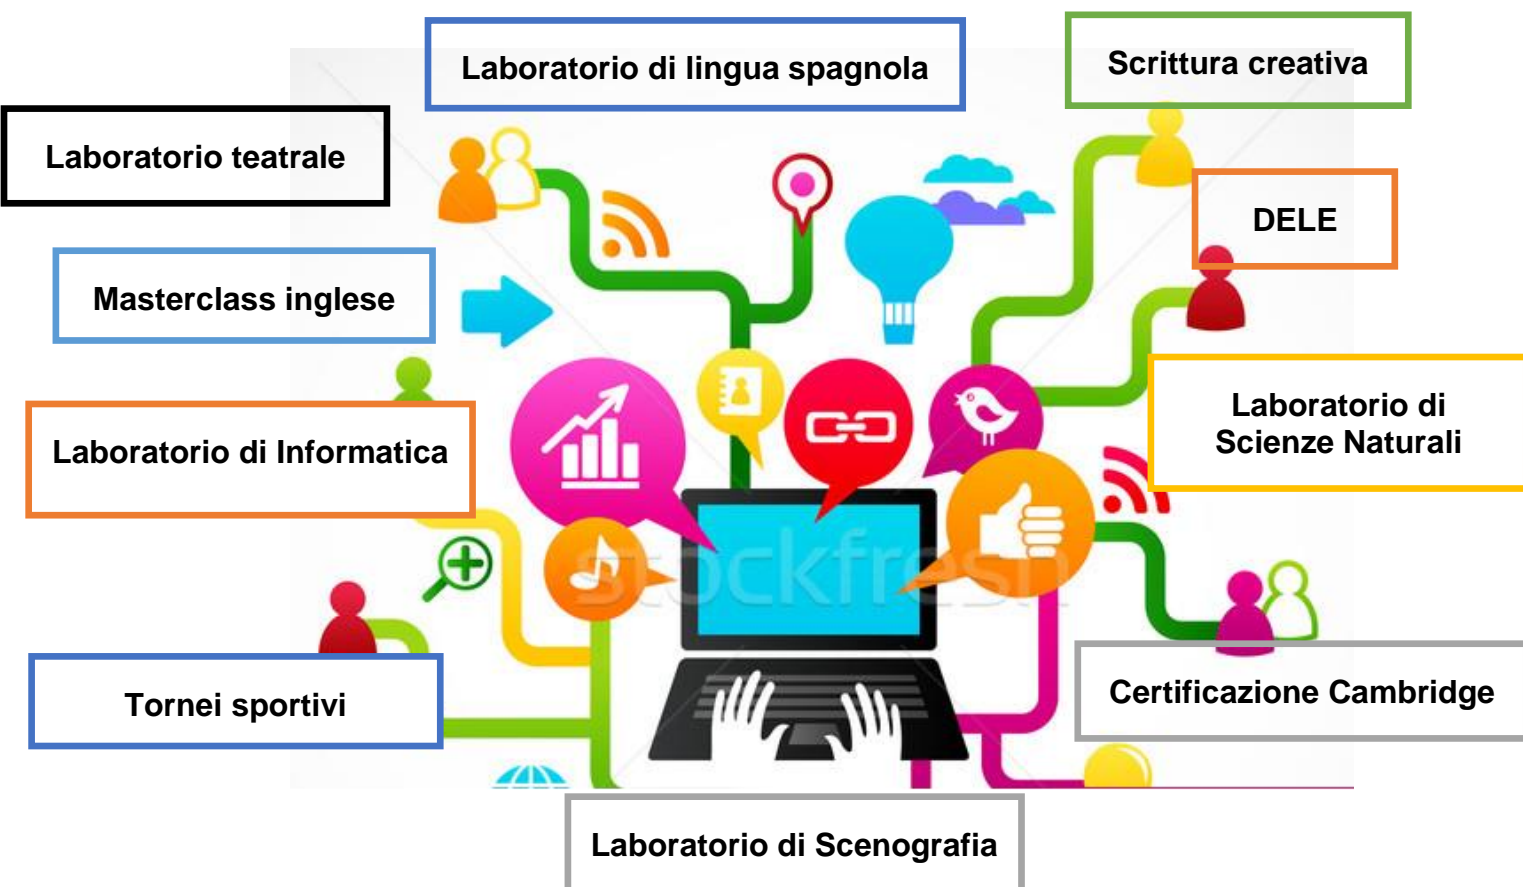 Laboratorio di lingua spagnola
Scrittura creativa
Laboratorio teatrale
DELE
Masterclass inglese
Laboratorio di
Scienze Naturali
Laboratorio di Informatica
stockfresh
Certificazione Cambridge
Tornei sportivi
Laboratorio di Scenografia